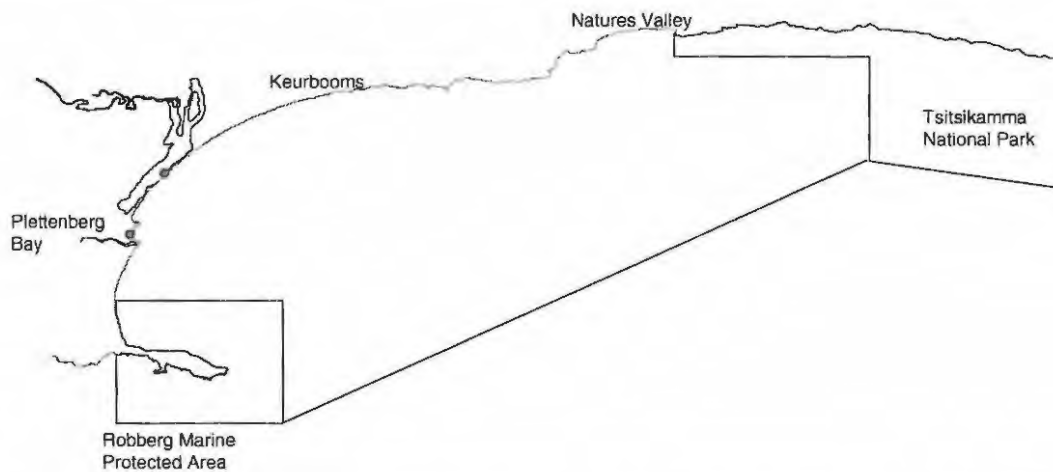 Natures Valley
Keurbooms
Tsitsikamma
National Park
Plettenberg
Bay
Robberg Marine
Protected Area